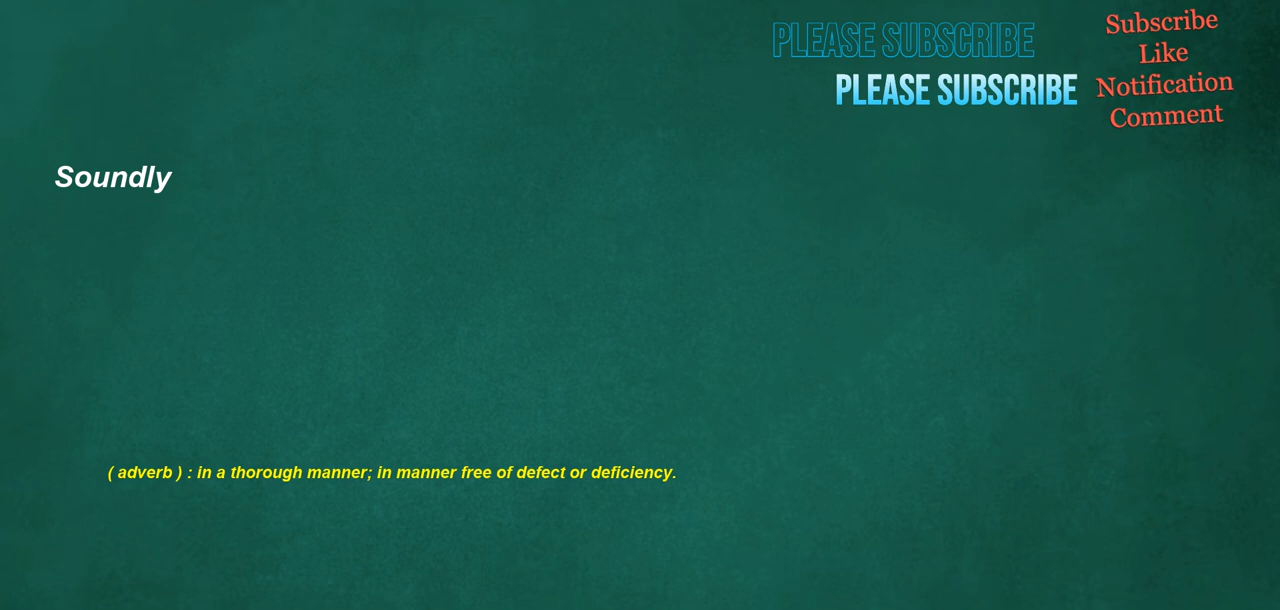 PLEASE SUBSCRIBE
PLEASE SUBSCRIBE
Subscribe
Like
Notification
Comment
Soundly
( adverb ) : in a thorough manner; in manner free of defect or deficiency.